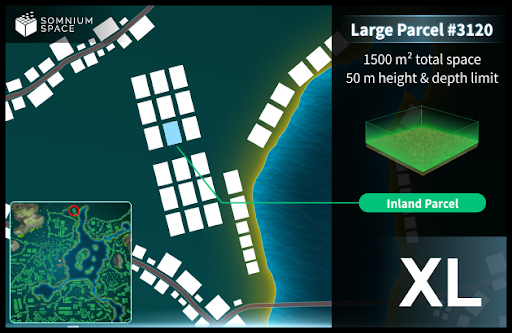 SOMNIUM
SPACE
Large Parcel #3120
1500 m² total space
50 m height & depth limit
Inland Parcel
XL